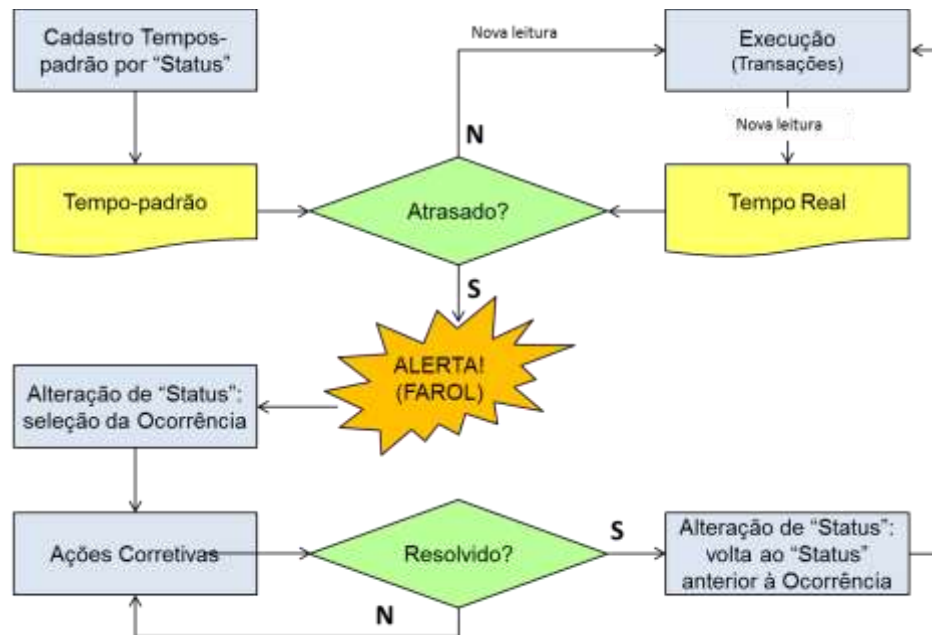 Cadastro Tempos-
padrão por “Status”
Nova leitura
Execução
(Transações)
Nova leitura
N
Tempo-padrão
Atrasado?
Tempo Real
S
ALERTA!
(FAROL)
Alteração de “Status”:
seleção da Ocorrência
Ações Corretivas
Resolvido?
S
Alteração de “Status”:
volta ao “Status”
anterior à Ocorrência
N